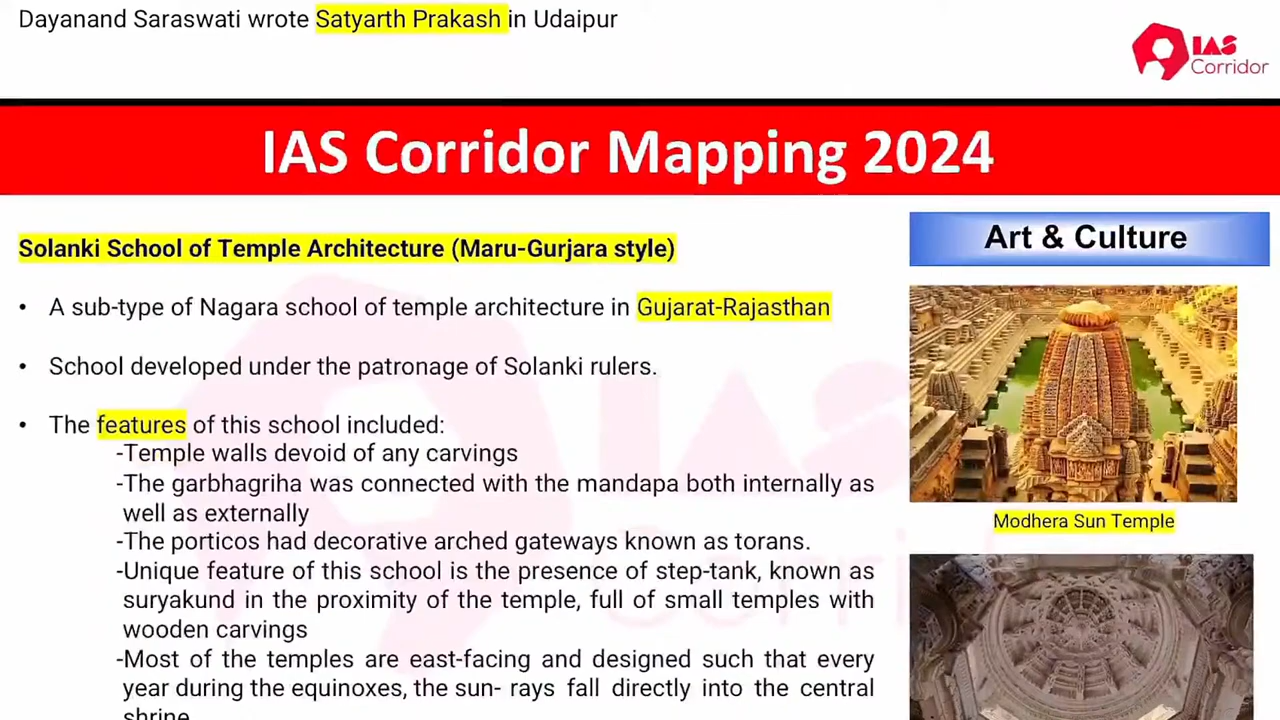 Dayanand Saraswati wrote Satyarth Prakash in Udaipur
IAS
Corridor
IAS Corridor Mapping 2024
Solanki School of Temple Architecture (Maru-Gurjara style)
Art & Culture
• A sub-type of Nagara school of temple architecture in Gujarat-Rajasthan
• School developed under the patronage of Solanki rulers.
• The features of this school included:
-Temple walls devoid of any carvings
-The garbhagriha was connected with the mandapa both internally as
well as externally
-The porticos had decorative arched gateways known as torans.
-Unique feature of this school is the presence of step-tank, known as
suryakund in the proximity of the temple, full of small temples with
wooden carvings
-Most of the temples are east-facing and designed such that every
year during the equinoxes, the sun- rays fall directly into the central
shrine
Modhera Sun Temple